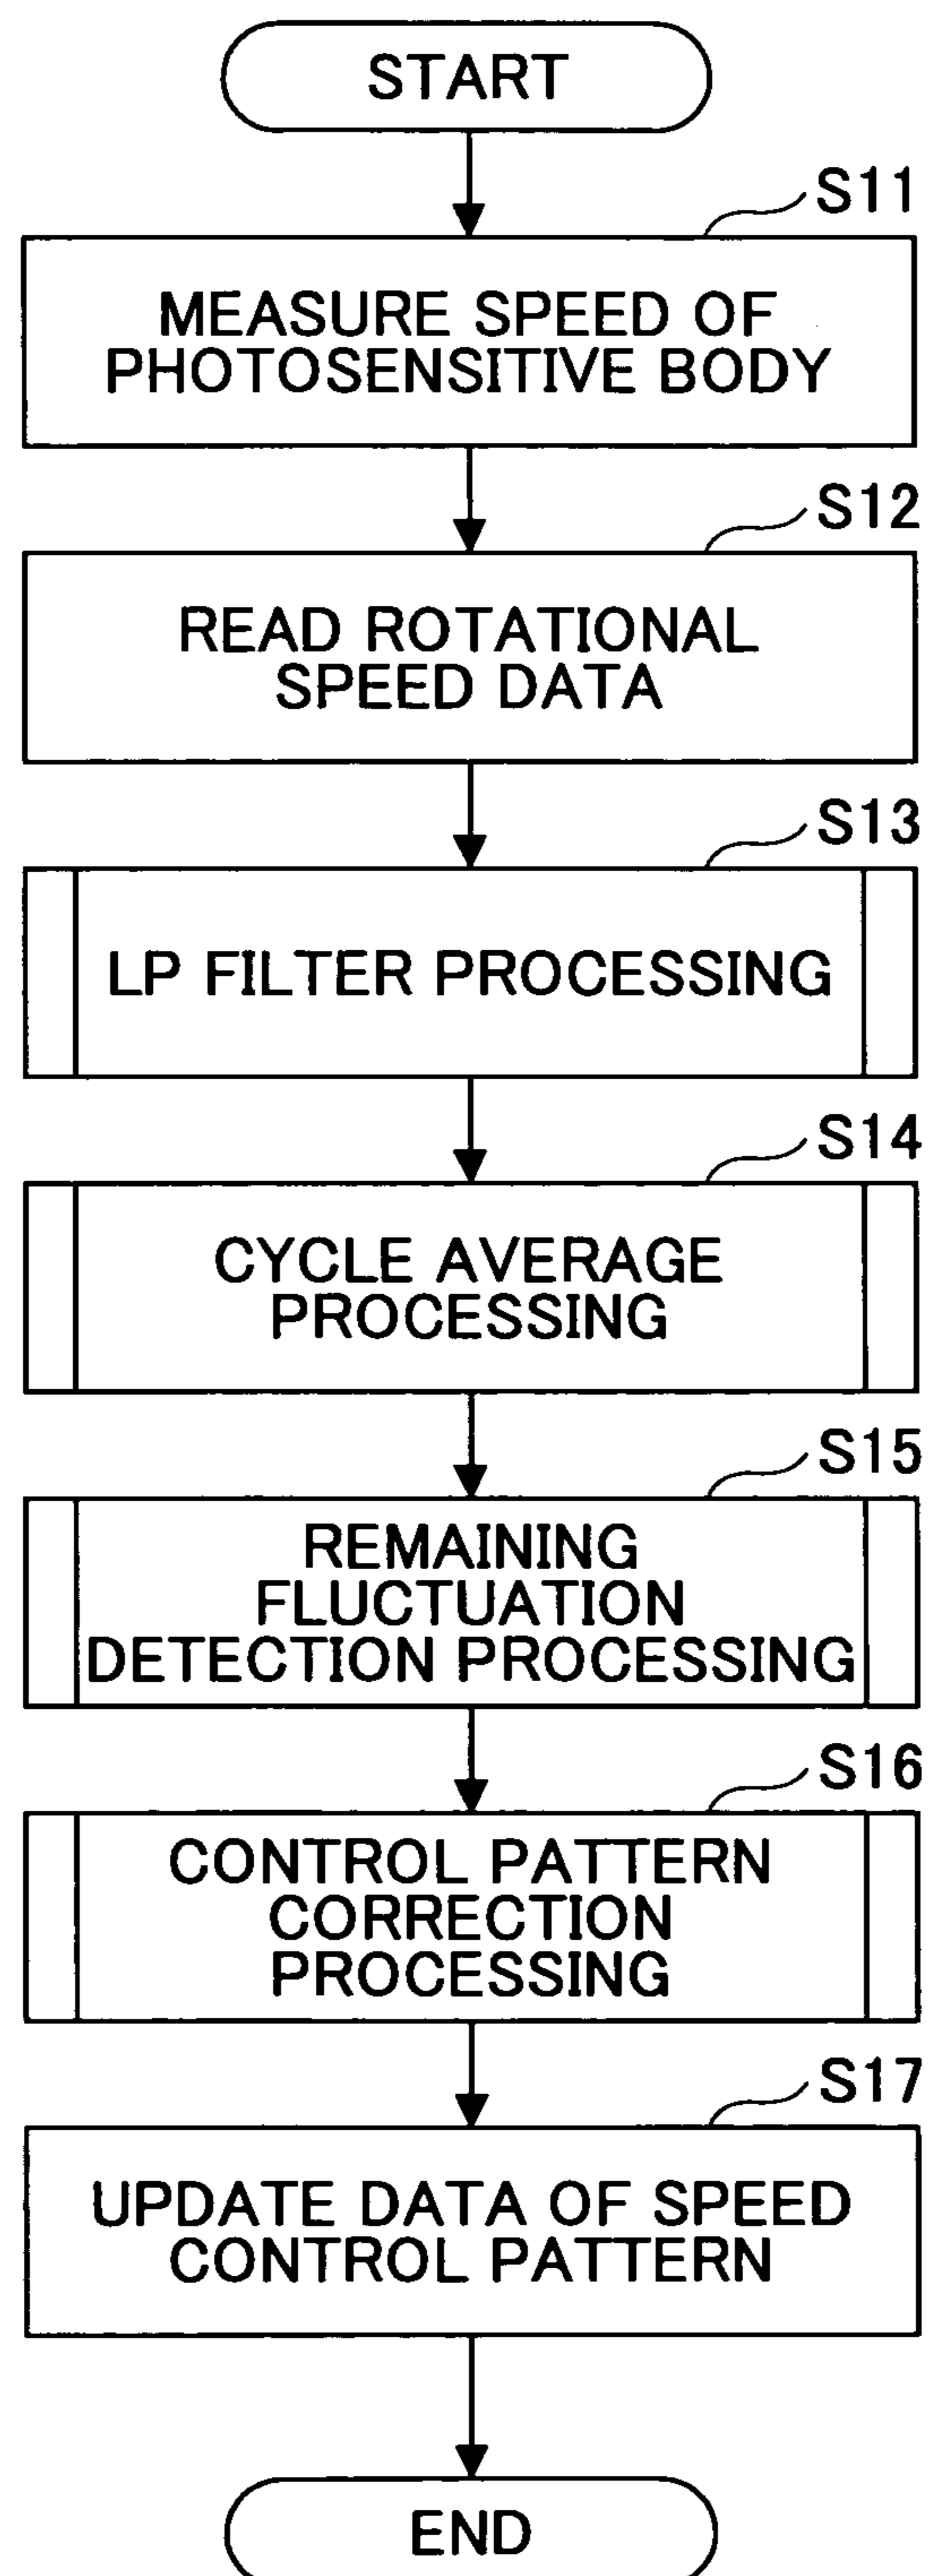 START
S11
MEASURE SPEED OF
PHOTOSENSITIVE BODY
S12
READ ROTATIONAL
SPEED DATA
S13
LP FILTER PROCESSING
S14
CYCLE AVERAGE
PROCESSING
S15
REMAINING
FLUCTUATION
DETECTION PROCESSING
S16
CONTROL PATTERN
CORRECTION
PROCESSING
S17
UPDATE DATA OF SPEED
CONTROL PATTERN
END